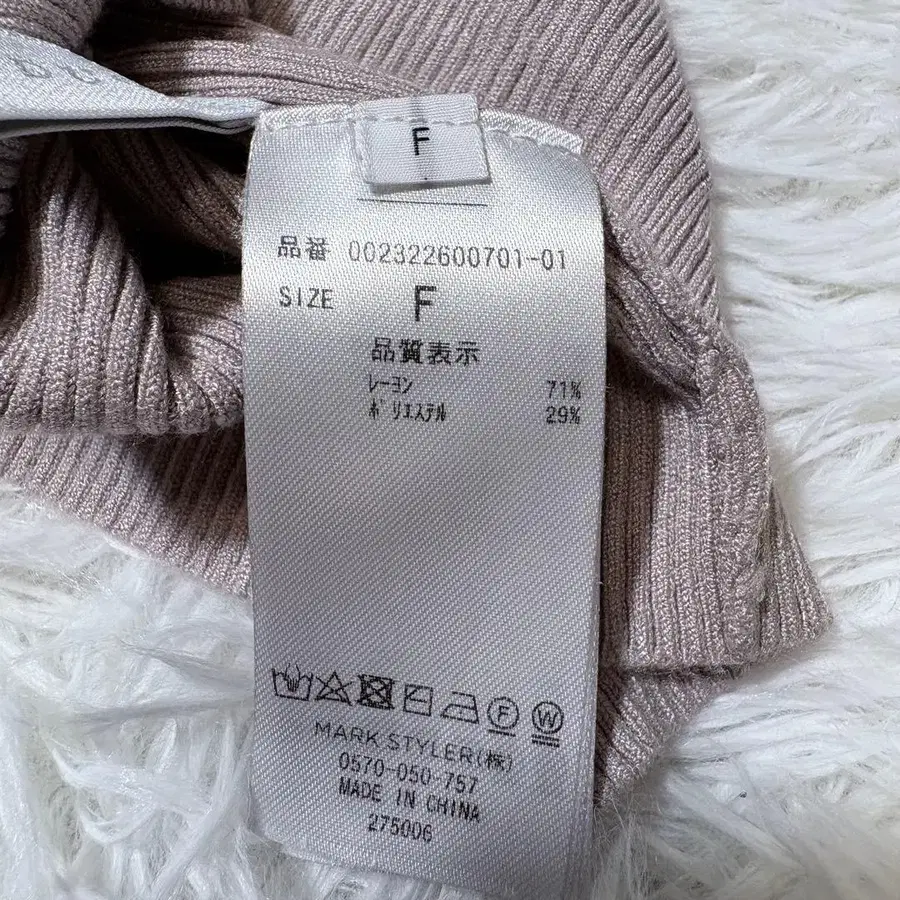 F
品番 002322600701-01
SIZE F
品質表示
レーヨン 71%
ポリエステル 29%
F W
MARK STYLER(株)
0570-050-757
MADE IN CHINA
275006